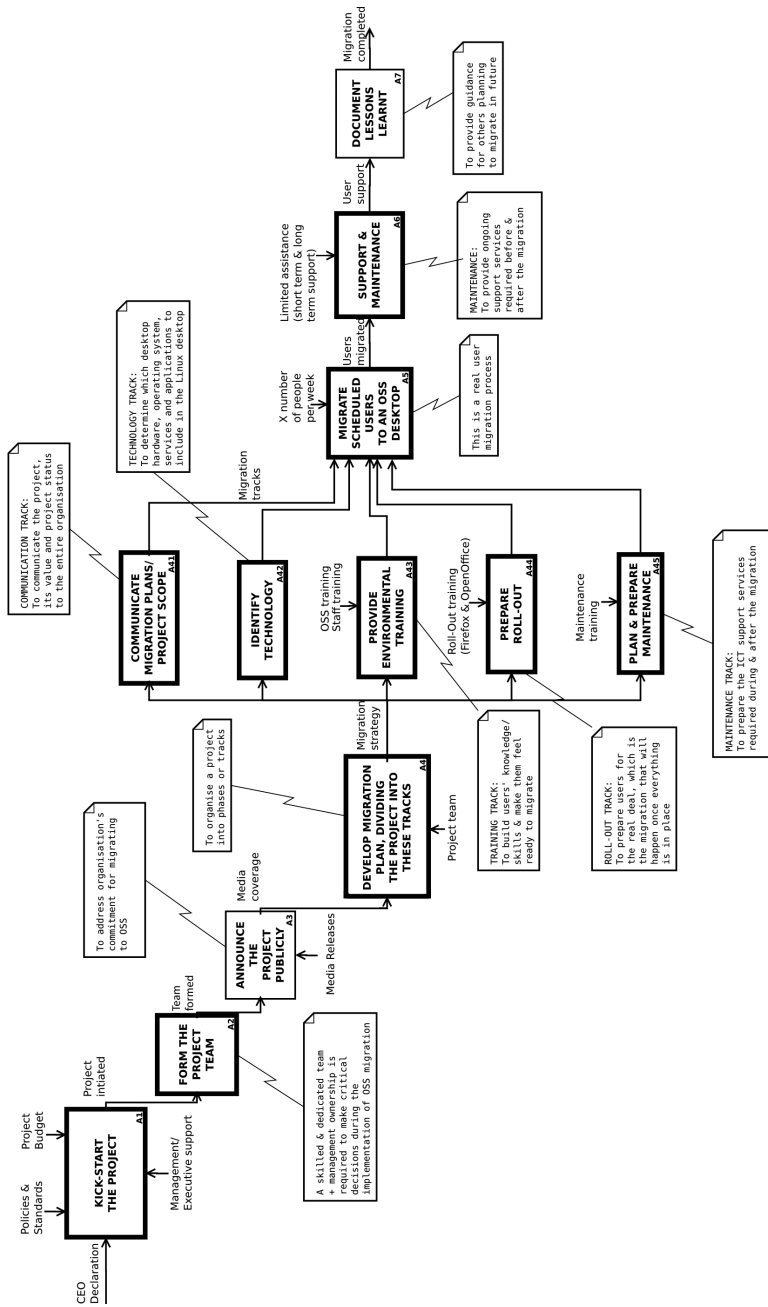 CEO
Declaration
Policies &
Standards
Project
Budget
KICK-START
THE PROJECT
A1
Management/
Executive support
Project
intiated
FORM THE
PROJECT
TEAM
A2
A skilled & dedicated team
+ management ownership is
required to make critical
decisions during the
implementation of OSS migration
Team
formed
ANNOUNCE
THE
PROJECT
PUBLICLY
A3
To address organisation's
commitment for migrating
to OSS
Media Releases
Media
coverage
DEVELOP MIGRATION
PLAN, DIVIDING
THE PROJECT INTO
THESE TRACKS
A4
To organise a project
into phases or tracks
Project team
Migration
strategy
COMMUNICATE
MIGRATION PLANS/
PROJECT SCOPE
A41
COMMUNICATION TRACK:
To communicate the project,
its value and project status
to the entire organisation
IDENTIFY
TECHNOLOGY
A42
TECHNOLOGY TRACK:
To determine which desktop
hardware, operating system,
services and applications to
include in the Linux desktop
OSS training
Staff training
PROVIDE
ENVIRONMENTAL
TRAINING
A43
TRAINING TRACK:
To build users' knowledge/
skills & make them feel
ready to migrate
Roll-Out training
(Firefox & OpenOffice)
PREPARE
ROLL-OUT
A44
ROLL-OUT TRACK:
To prepare users for
the real deal, which is
the migration that will
happen once everything
is in place
Maintenance
training
PLAN & PREPARE
MAINTENANCE
A45
MAINTENANCE TRACK:
To prepare the ICT support services
required during & after the migration
Migration
tracks
X number
of people
per week
MIGRATE
SCHEDULED
USERS
TO AN OSS
DESKTOP
A5
This is a real user
migration process
Users
migrated
Limited assistance
(short term & long
term support)
SUPPORT &
MAINTENANCE
A6
MAINTENANCE:
To provide ongoing
support services
required before &
after the migration
User
support
DOCUMENT
LESSONS
LEARNT
A7
To provide guidance
for others planning
to migrate in future
Migration
completed